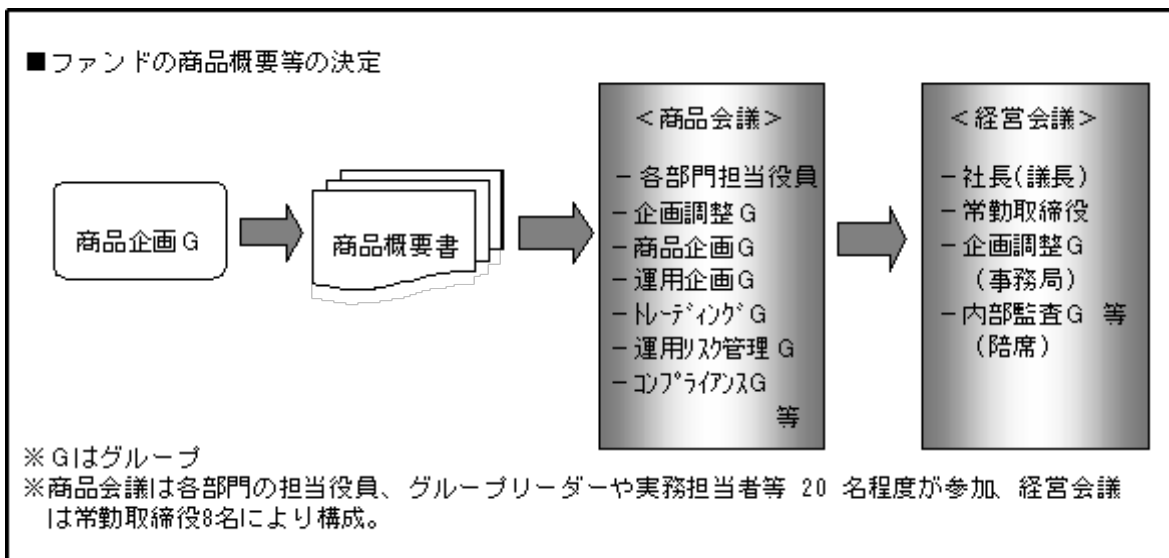 ■ファンドの商品概要等の決定
商品企画G
商品概要書
＜商品会議＞
－各部門担当役員
－企画調整G
－商品企画G
－運用企画G
－ﾄﾚｰﾃﾞｨﾝｸﾞG
－運用ﾘｽｸ管理G
－ｺﾝﾌﾟﾗｲｱﾝｽG
等
＜経営会議＞
－社長(議長)
－常勤取締役
－企画調整G
(事務局)
－内部監査G 等
(陪席)
※Gはグループ
※商品会議は各部門の担当役員、グループリーダーや実務担当者等 20 名程度が参加、経営会議
は常勤取締役8名により構成。